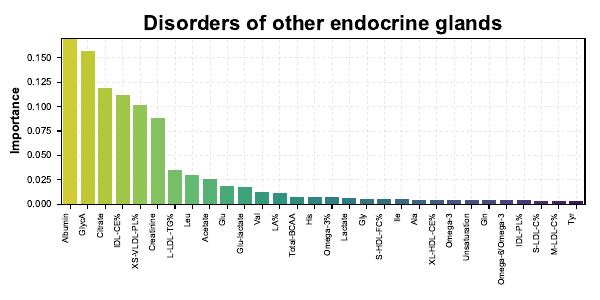 Disorders of other endocrine glands
Importance
0.150
0.125
0.100
0.075
0.050
0.025
0.000
Albumin
GlycA
Citrate
IDL-CE%
XS-VLDL-PL%
Creatinine
L-LDL-TG%
Leu
Acetate
Glu
Glu-lactate
Val
LA%
Total-BCAA
His
Omega-3%
Lactate
Gly
S-HDL-FC%
Ile
Ala
XL-HDL-CE%
Omega-3
Unsaturation
Gln
Omega-6/Omega-3
IDL-PL%
S-LDL-C%
M-LDL-C%
Tyr